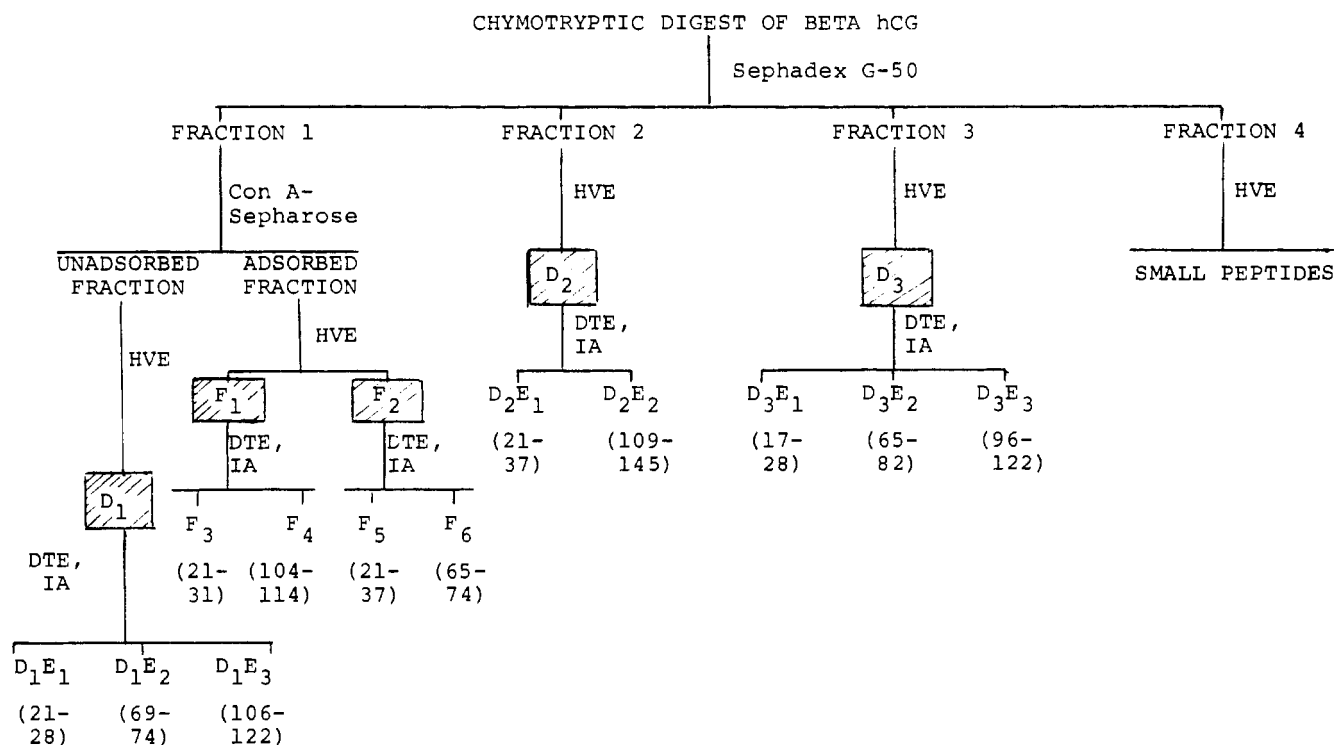 CHYMOTRYPTIC DIGEST OF BETA hCG
Sephadex G-50
FRACTION 1
FRACTION 2
FRACTION 3
FRACTION 4
Con A-
Sepharose
HVE
HVE
HVE
UNADSORBED
FRACTION
ADSORBED
FRACTION
D2
D3
SMALL PEPTIDES
HVE
HVE
DTE,
IA
DTE,
IA
F1
F2
D2E1
D2E2
D3E1
D3E2
D3E3
(21-
37)
(109-
145)
(17-
28)
(65-
82)
(96-
122)
DTE,
IA
DTE,
IA
D1
F3
F4
F5
F6
(21-
31)
(104-
114)
(21-
37)
(65-
74)
DTE,
IA
D1E1
D1E2
D1E3
(21-
28)
(69-
74)
(106-
122)